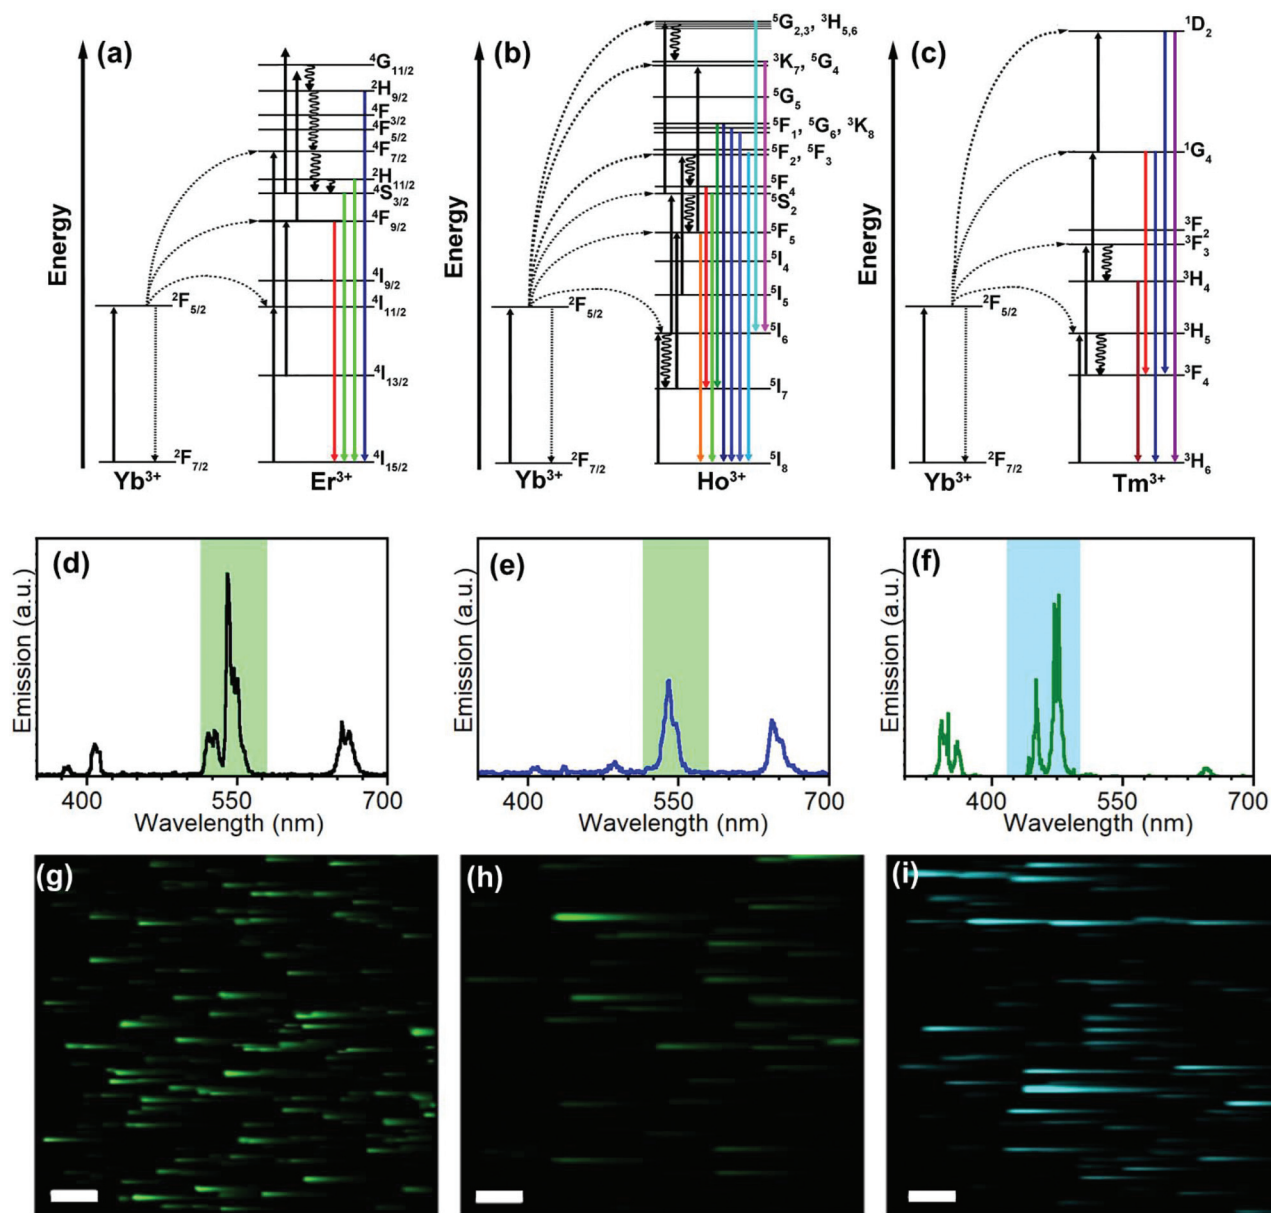 (a)
Energy
⁴G₁₁/₂
²H₉/₂
⁴F₃/₂
⁴F₅/₂
⁴F₇/₂
²H₁₁/₂
⁴S₃/₂
⁴F₉/₂
⁴I₉/₂
⁴I₁₁/₂
⁴I₁₃/₂
⁴I₁₅/₂
²F₅/₂
²F₇/₂
Yb³⁺
Er³⁺
(b)
Energy
⁵G₂,₃, ³H₅,₆
³K₇, ⁵G₄
⁵G₅
⁵F₁, ⁵G₆, ³K₈
⁵F₂, ⁵F₃
⁵F₄
⁵S₂
⁵F₅
⁵I₄
⁵I₅
⁵I₆
⁵I₇
⁵I₈
²F₅/₂
²F₇/₂
Yb³⁺
Ho³⁺
(c)
Energy
¹D₂
¹G₄
³F₂
³F₃
³H₄
³H₅
³F₄
³H₆
²F₅/₂
²F₇/₂
Yb³⁺
Tm³⁺
(d)
Emission (a.u.)
400 550 700
Wavelength (nm)
(e)
Emission (a.u.)
400 550 700
Wavelength (nm)
(f)
Emission (a.u.)
400 550 700
Wavelength (nm)
(g)
(h)
(i)